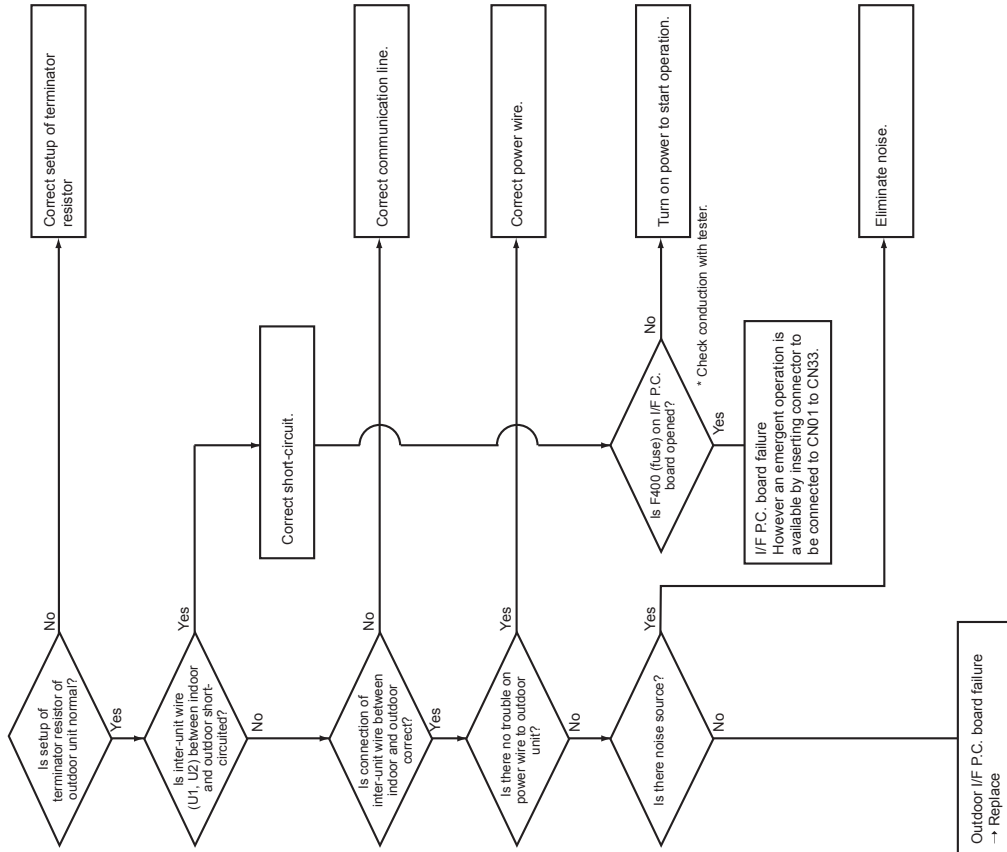 Is setup of
terminator resistor of
outdoor unit normal?
No
Correct setup of terminator
resistor
Yes
Is inter-unit wire
(U1, U2) between indoor
and outdoor short-
circuited?
Yes
Correct short-circuit.
No
Is connection of
inter-unit wire between
indoor and outdoor
correct?
No
Correct communication line.
Yes
Is there no trouble on
power wire to outdoor
unit?
Yes
Correct power wire.
No
Is F400 (fuse) on I/F P.C.
board opened?
No
Turn on power to start operation.
* Check conduction with tester.
Yes
I/F P.C. board failure
However an emergent operation is
available by inserting connector to
be connected to CN01 to CN33.
Is there noise source?
Yes
Eliminate noise.
No
Outdoor I/F P.C. board failure
→ Replace